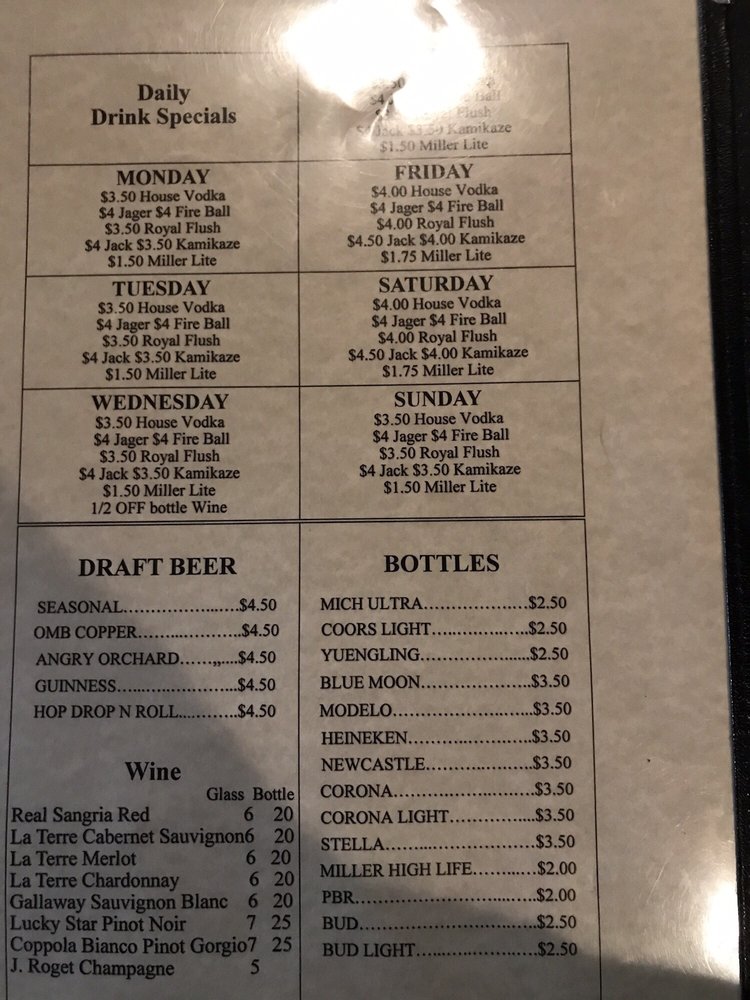 Daily
Drink Specials
Jack $3.50 Kamikaze
$1.50 Miller Lite
MONDAY
$3.50 House Vodka
$4 Jager $4 Fire Ball
$3.50 Royal Flush
$4 Jack $3.50 Kamikaze
$1.50 Miller Lite
FRIDAY
$4.00 House Vodka
$4 Jager $4 Fire Ball
$4.00 Royal Flush
$4.50 Jack $4.00 Kamikaze
$1.75 Miller Lite
TUESDAY
$3.50 House Vodka
$4 Jager $4 Fire Ball
$3.50 Royal Flush
$4 Jack $3.50 Kamikaze
$1.50 Miller Lite
SATURDAY
$4.00 House Vodka
$4 Jager $4 Fire Ball
$4.00 Royal Flush
$4.50 Jack $4.00 Kamikaze
$1.75 Miller Lite
WEDNESDAY
$3.50 House Vodka
$4 Jager $4 Fire Ball
$3.50 Royal Flush
$4 Jack $3.50 Kamikaze
$1.50 Miller Lite
1/2 OFF bottle Wine
SUNDAY
$3.50 House Vodka
$4 Jager $4 Fire Ball
$3.50 Royal Flush
$4 Jack $3.50 Kamikaze
$1.50 Miller Lite
DRAFT BEER
SEASONAL.....................$4.50
OMB COPPER.....................$4.50
ANGRY ORCHARD......,,....$4.50
GUINNESS.....................$4.50
HOP DROP N ROLL...........$4.50
Wine
Glass Bottle
Real Sangria Red 6 20
La Terre Cabernet Sauvignon6 20
La Terre Merlot 6 20
La Terre Chardonnay 6 20
Gallaway Sauvignon Blanc 6 20
Lucky Star Pinot Noir 7 25
Coppola Bianco Pinot Gorgio7 25
J. Roget Champagne 5
BOTTLES
MICH ULTRA...................$2.50
COORS LIGHT..................$2.50
YUENGLING....................$2.50
BLUE MOON....................$3.50
MODELO.........................$3.50
HEINEKEN......................$3.50
NEWCASTLE...................$3.50
CORONA.........................$3.50
CORONA LIGHT...............$3.50
STELLA...........................$3.50
MILLER HIGH LIFE...........$2.00
PBR.................................$2.00
BUD................................$2.50
BUD LIGHT......................$2.50